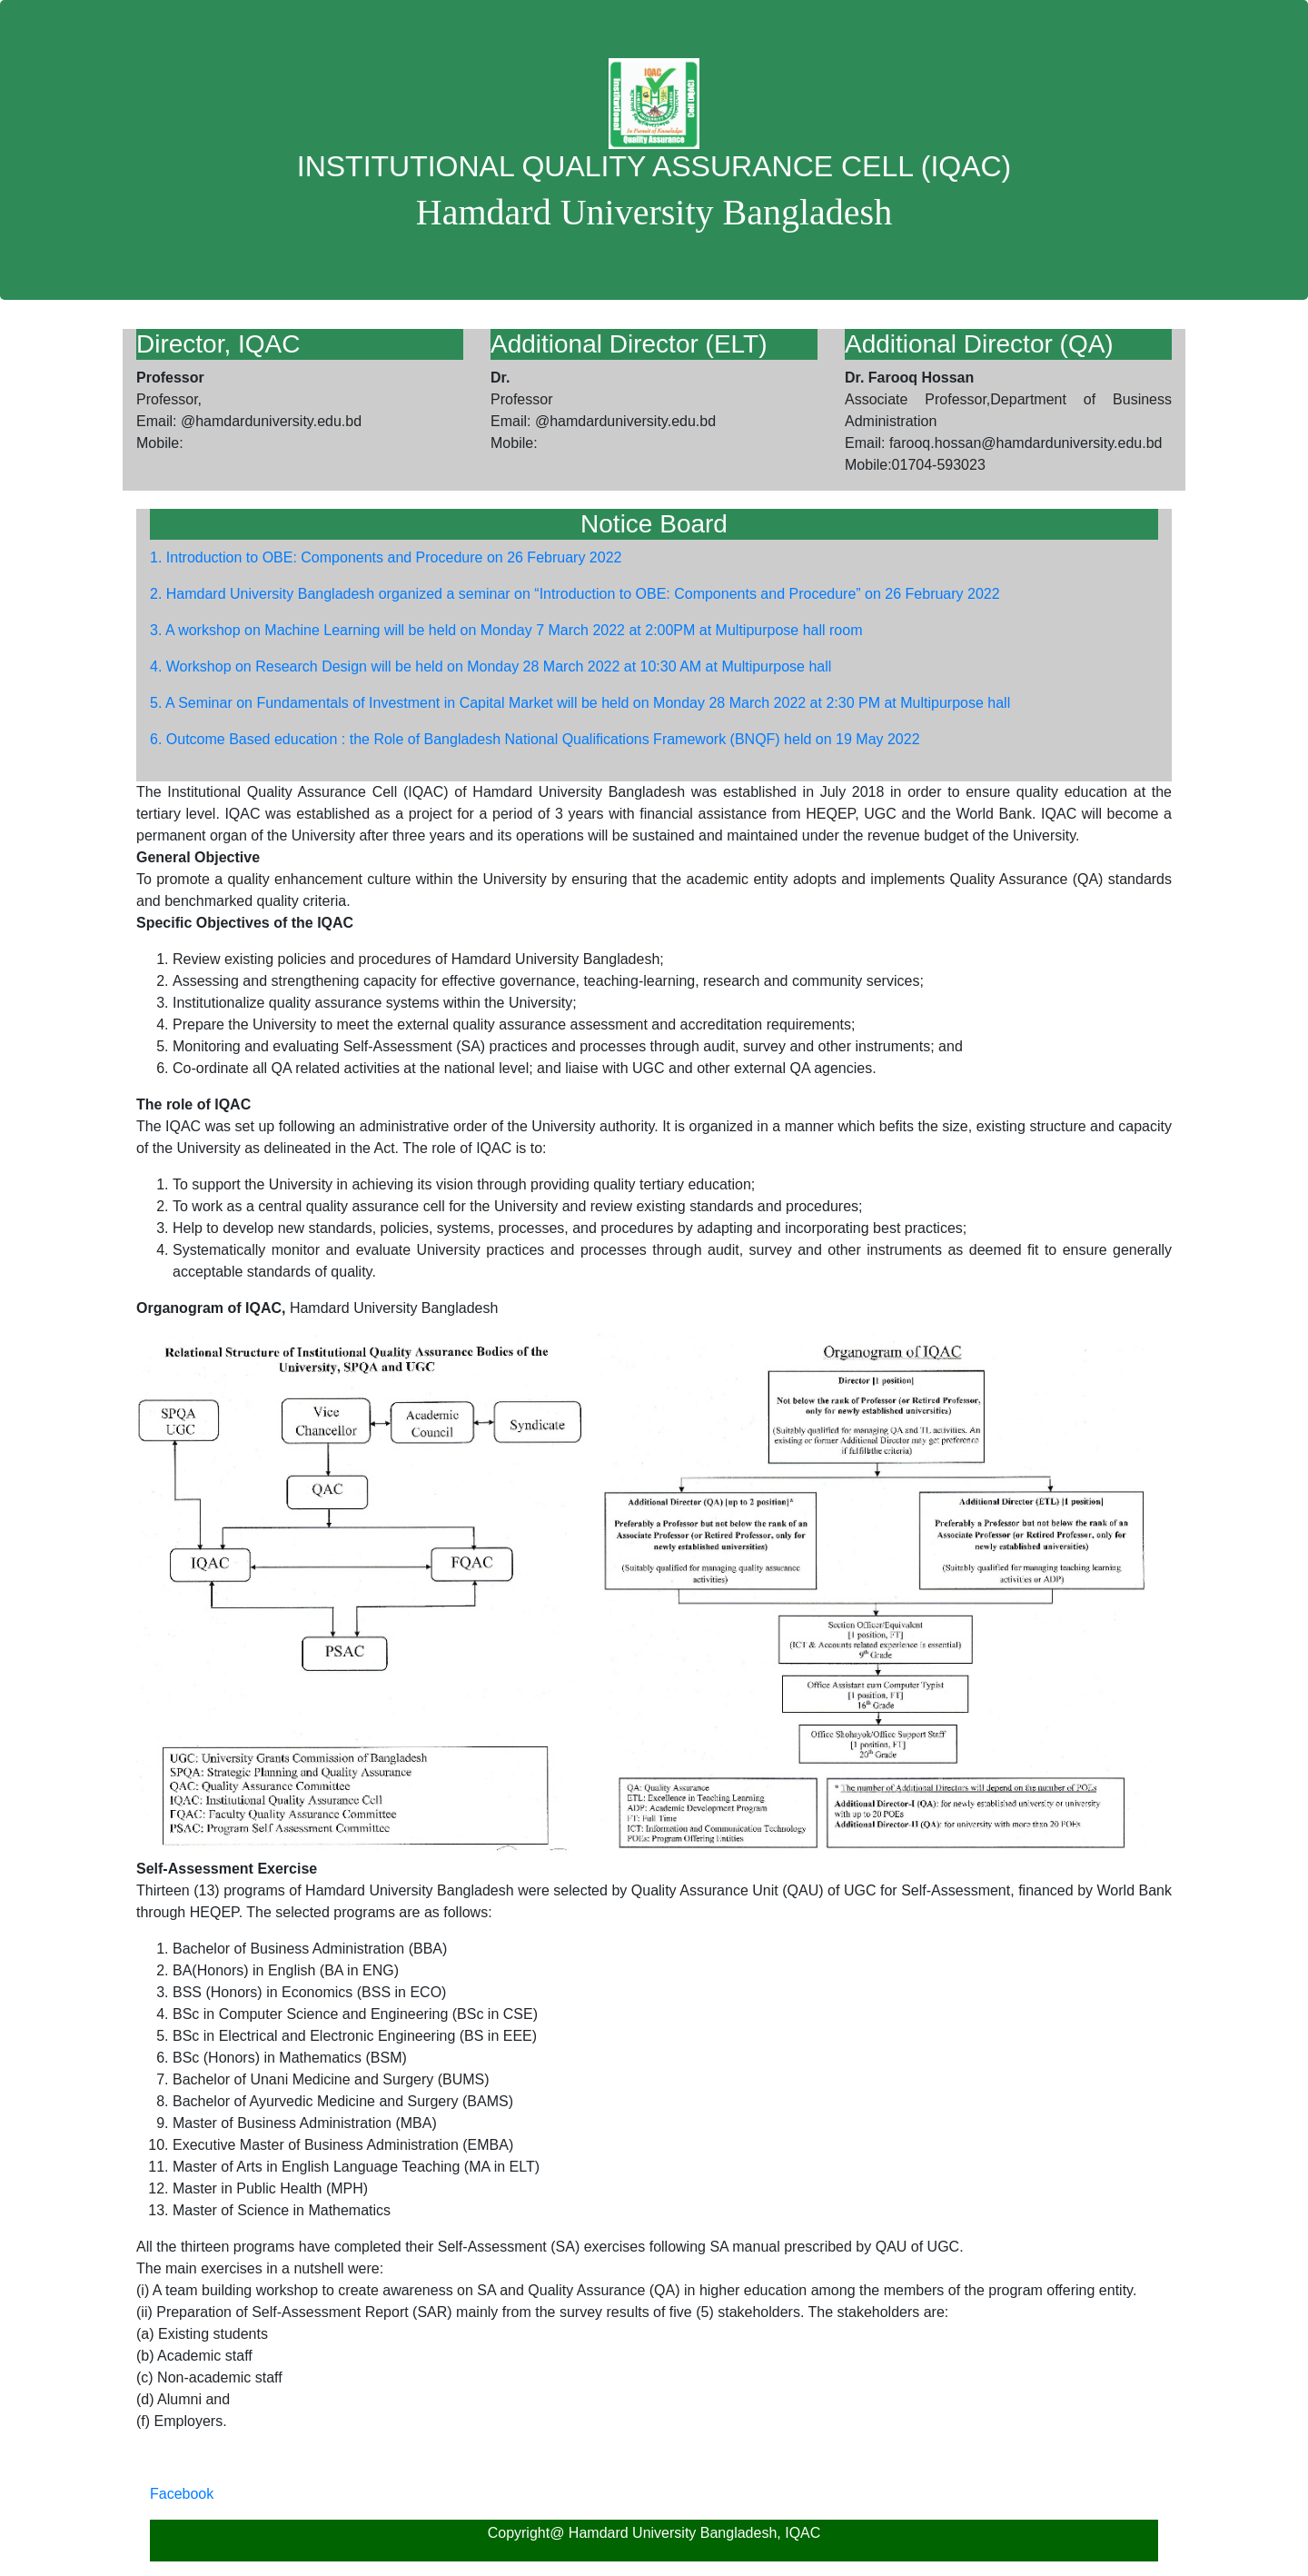 IQAC
Institutional
Cell (IQAC)
In Pursuit of Knowledge
Quality Assurance
INSTITUTIONAL QUALITY ASSURANCE CELL (IQAC)
Hamdard University Bangladesh
Director, IQAC
Professor
Professor,
Email: @hamdarduniversity.edu.bd
Mobile:
Additional Director (ELT)
Dr.
Professor
Email: @hamdarduniversity.edu.bd
Mobile:
Additional Director (QA)
Dr. Farooq Hossan
Associate Professor,Department of Business
Administration
Email: farooq.hossan@hamdarduniversity.edu.bd
Mobile:01704-593023
Notice Board
1. Introduction to OBE: Components and Procedure on 26 February 2022
2. Hamdard University Bangladesh organized a seminar on “Introduction to OBE: Components and Procedure” on 26 February 2022
3. A workshop on Machine Learning will be held on Monday 7 March 2022 at 2:00PM at Multipurpose hall room
4. Workshop on Research Design will be held on Monday 28 March 2022 at 10:30 AM at Multipurpose hall
5. A Seminar on Fundamentals of Investment in Capital Market will be held on Monday 28 March 2022 at 2:30 PM at Multipurpose hall
6. Outcome Based education : the Role of Bangladesh National Qualifications Framework (BNQF) held on 19 May 2022
The Institutional Quality Assurance Cell (IQAC) of Hamdard University Bangladesh was established in July 2018 in order to ensure quality education at the
tertiary level. IQAC was established as a project for a period of 3 years with financial assistance from HEQEP, UGC and the World Bank. IQAC will become a
permanent organ of the University after three years and its operations will be sustained and maintained under the revenue budget of the University.
General Objective
To promote a quality enhancement culture within the University by ensuring that the academic entity adopts and implements Quality Assurance (QA) standards
and benchmarked quality criteria.
Specific Objectives of the IQAC
1. Review existing policies and procedures of Hamdard University Bangladesh;
2. Assessing and strengthening capacity for effective governance, teaching-learning, research and community services;
3. Institutionalize quality assurance systems within the University;
4. Prepare the University to meet the external quality assurance assessment and accreditation requirements;
5. Monitoring and evaluating Self-Assessment (SA) practices and processes through audit, survey and other instruments; and
6. Co-ordinate all QA related activities at the national level; and liaise with UGC and other external QA agencies.
The role of IQAC
The IQAC was set up following an administrative order of the University authority. It is organized in a manner which befits the size, existing structure and capacity
of the University as delineated in the Act. The role of IQAC is to:
1. To support the University in achieving its vision through providing quality tertiary education;
2. To work as a central quality assurance cell for the University and review existing standards and procedures;
3. Help to develop new standards, policies, systems, processes, and procedures by adapting and incorporating best practices;
4. Systematically monitor and evaluate University practices and processes through audit, survey and other instruments as deemed fit to ensure generally
acceptable standards of quality.
Organogram of IQAC, Hamdard University Bangladesh
Relational Structure of Institutional Quality Assurance Bodies of the
University, SPQA and UGC
SPQA
UGC
Vice
Chancellor
Academic
Council
Syndicate
QAC
IQAC
FQAC
PSAC
UGC: University Grants Commission of Bangladesh
SPQA: Strategic Planning and Quality Assurance
QAC: Quality Assurance Committee
IQAC: Institutional Quality Assurance Cell
FQAC: Faculty Quality Assurance Committee
PSAC: Program Self Assessment Committee
Organogram of IQAC
Director [1 position]
Not below the rank of Professor (or Retired Professor,
only for newly established universities)
(Suitably qualified for managing QA and TL activities. An
existing or former Additional Director may get preference
if fulfills the criteria)
Additional Director (QA) [up to 2 position]*
Preferably a Professor but not below the rank of an
Associate Professor (or Retired Professor, only for
newly established universities)
(Suitably qualified for managing quality assurance
activities)
Additional Director (ETL) [1 position]
Preferably a Professor but not below the rank of an
Associate Professor (or Retired Professor, only for
newly established universities)
(Suitably qualified for managing teaching learning
activities or ADP)
Section Officer/Equivalent
[1 position, FT]
(ICT & Accounts related experience is essential)
9th Grade
Office Assistant cum Computer Typist
[1 position, FT]
16th Grade
Office Shohayok/Office Support Staff
[1 position, FT]
20th Grade
QA: Quality Assurance
ETL: Excellence in Teaching Learning
ADP: Academic Development Program
FT: Full Time
ICT: Information and Communication Technology
POEs: Program Offering Entities
* The number of Additional Directors will depend on the number of POEs
Additional Director-I (QA): for newly established university or university
with up to 20 POEs
Additional Director-II (QA): for university with more than 20 POEs
Self-Assessment Exercise
Thirteen (13) programs of Hamdard University Bangladesh were selected by Quality Assurance Unit (QAU) of UGC for Self-Assessment, financed by World Bank
through HEQEP. The selected programs are as follows:
1. Bachelor of Business Administration (BBA)
2. BA(Honors) in English (BA in ENG)
3. BSS (Honors) in Economics (BSS in ECO)
4. BSc in Computer Science and Engineering (BSc in CSE)
5. BSc in Electrical and Electronic Engineering (BS in EEE)
6. BSc (Honors) in Mathematics (BSM)
7. Bachelor of Unani Medicine and Surgery (BUMS)
8. Bachelor of Ayurvedic Medicine and Surgery (BAMS)
9. Master of Business Administration (MBA)
10. Executive Master of Business Administration (EMBA)
11. Master of Arts in English Language Teaching (MA in ELT)
12. Master in Public Health (MPH)
13. Master of Science in Mathematics
All the thirteen programs have completed their Self-Assessment (SA) exercises following SA manual prescribed by QAU of UGC.
The main exercises in a nutshell were:
(i) A team building workshop to create awareness on SA and Quality Assurance (QA) in higher education among the members of the program offering entity.
(ii) Preparation of Self-Assessment Report (SAR) mainly from the survey results of five (5) stakeholders. The stakeholders are:
(a) Existing students
(b) Academic staff
(c) Non-academic staff
(d) Alumni and
(f) Employers.
Facebook
Copyright@ Hamdard University Bangladesh, IQAC